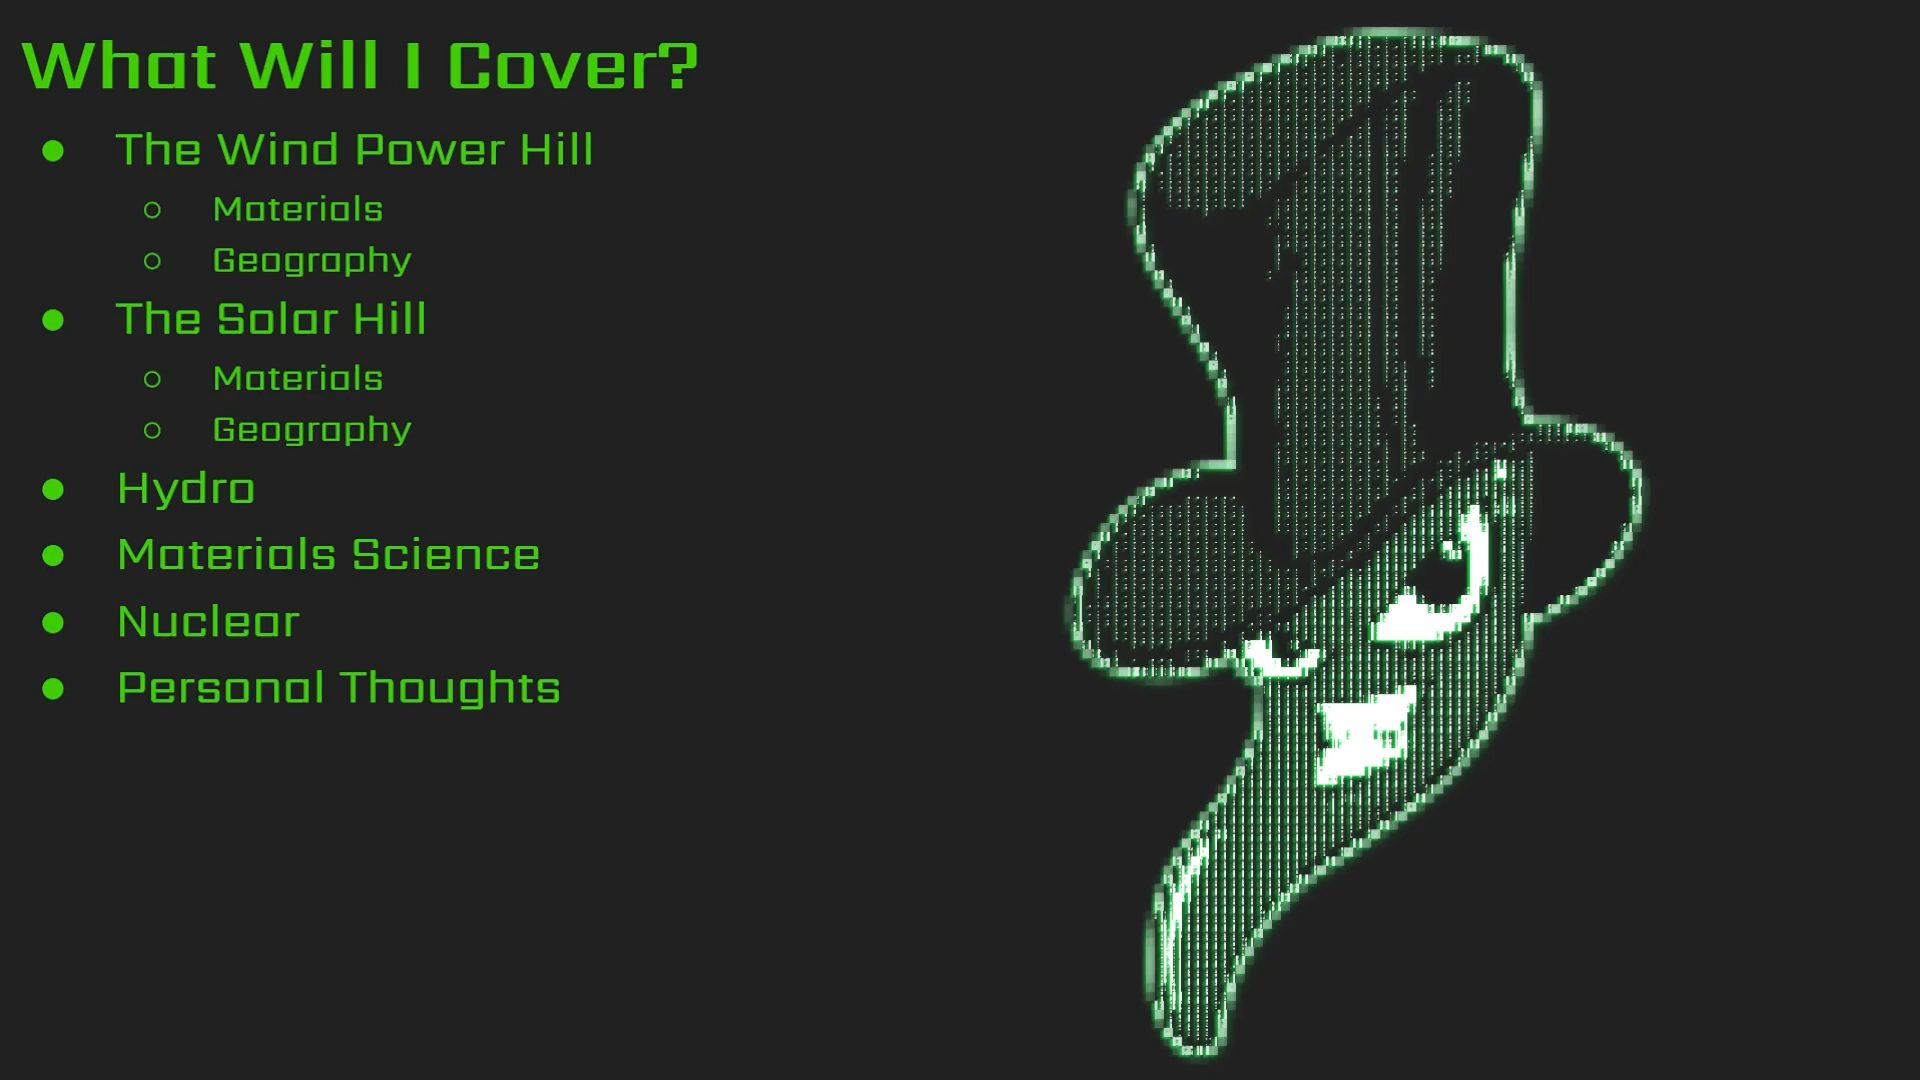 What Will I Cover?
● The Wind Power Hill
○ Materials
○ Geography
● The Solar Hill
○ Materials
○ Geography
● Hydro
● Materials Science
● Nuclear
● Personal Thoughts